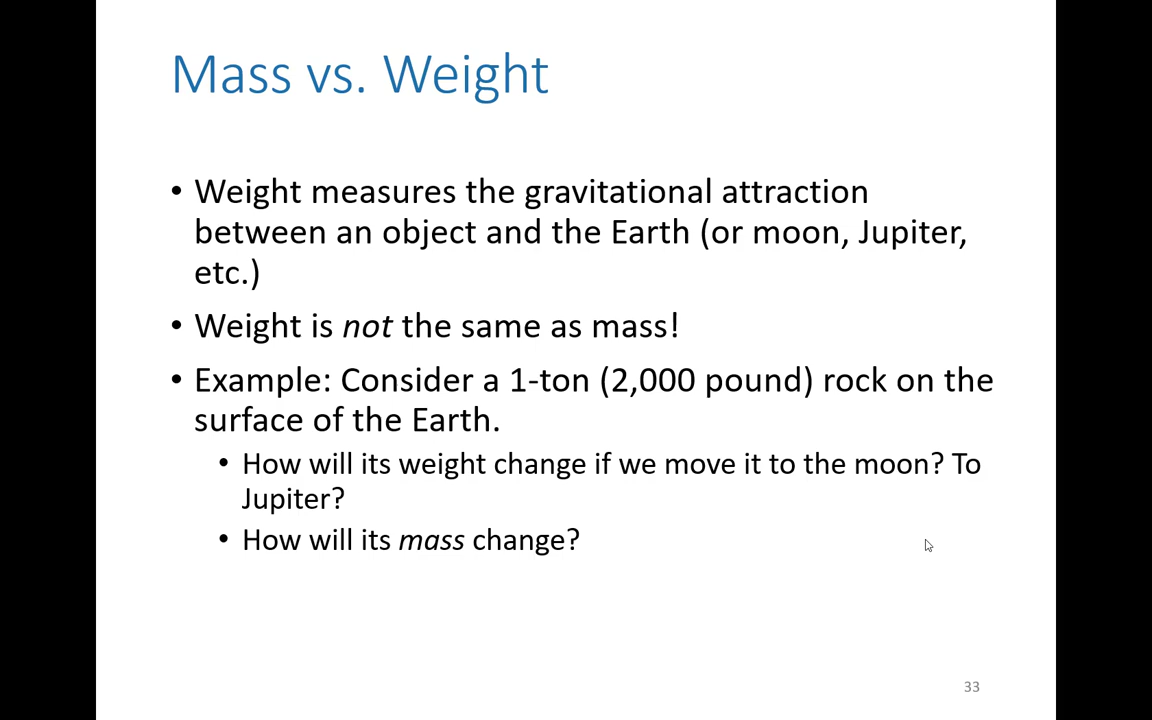 Mass vs. Weight
• Weight measures the gravitational attraction
between an object and the Earth (or moon, Jupiter,
etc.)
• Weight is not the same as mass!
• Example: Consider a 1-ton (2,000 pound) rock on the
surface of the Earth.
• How will its weight change if we move it to the moon? To
Jupiter?
• How will its mass change?
33